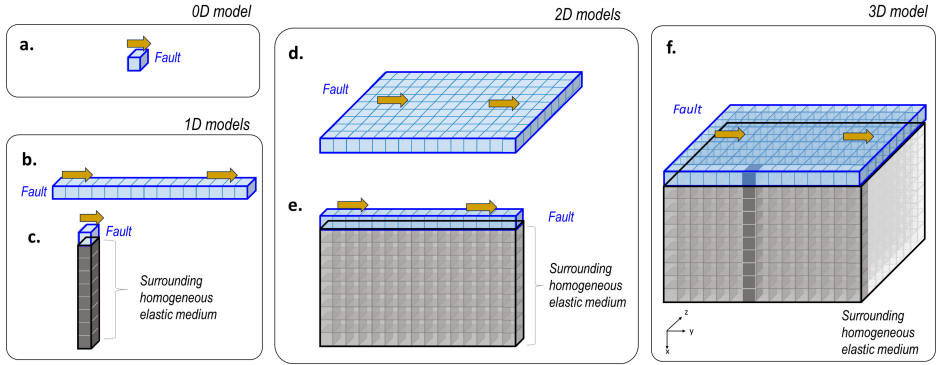 0D model
a.
Fault
1D models
b.
Fault
c.
Fault
Surrounding
homogeneous
elastic medium
2D models
d.
Fault
e.
Fault
Surrounding
homogeneous
elastic medium
3D model
f.
Fault
z
y
x
Surrounding
homogeneous
elastic medium